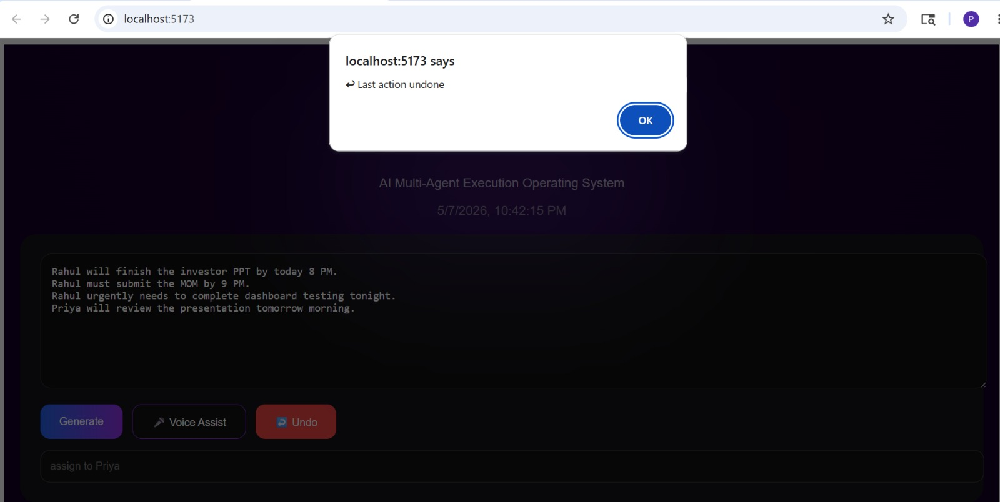 localhost:5173
P
localhost:5173 says
↩ Last action undone
OK
AI Multi-Agent Execution Operating System
5/7/2026, 10:42:15 PM
Rahul will finish the investor PPT by today 8 PM.
Rahul must submit the MOM by 9 PM.
Rahul urgently needs to complete dashboard testing tonight.
Priya will review the presentation tomorrow morning.
Generate
Voice Assist
Undo
assign to Priya